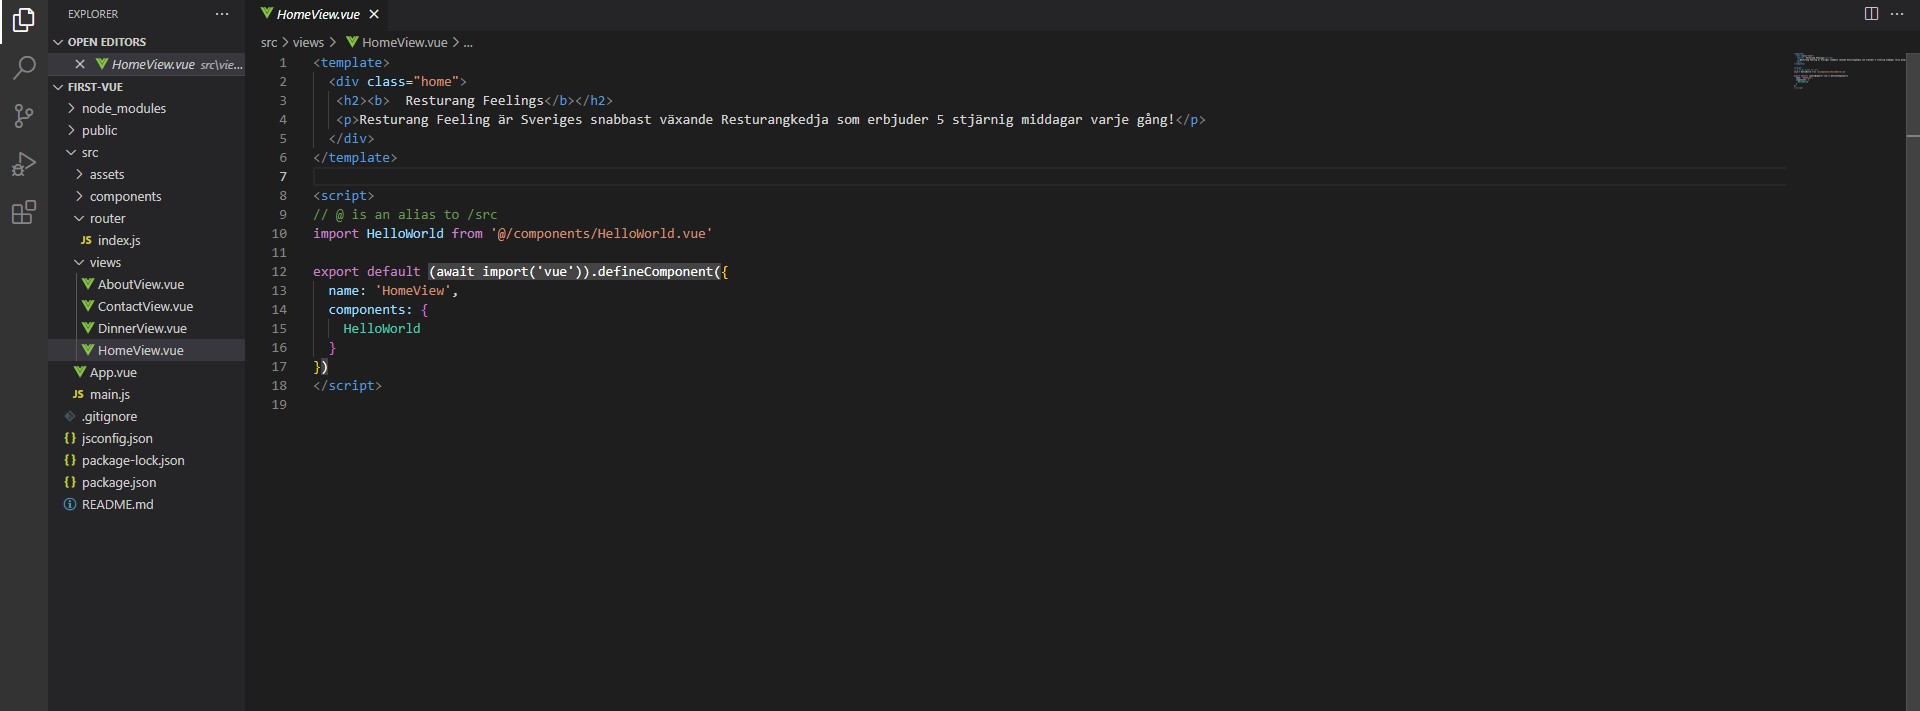 EXPLORER
OPEN EDITORS
HomeView.vue src\vie...
FIRST-VUE
node_modules
public
src
assets
components
router
JS index.js
views
AboutView.vue
ContactView.vue
DinnerView.vue
HomeView.vue
App.vue
JS main.js
.gitignore
{} jsconfig.json
{} package-lock.json
{} package.json
README.md
HomeView.vue
src > views > HomeView.vue > ...
1 <template>
2 <div class="home">
3 <h2><b>  Resturang Feelings</b></h2>
4 <p>Resturang Feeling är Sveriges snabbast växande Resturangkedja som erbjuder 5 stjärnig middagar varje gång!</p>
5 </div>
6 </template>
7
8 <script>
9 // @ is an alias to /src
10 import HelloWorld from '@/components/HelloWorld.vue'
11
12 export default (await import('vue')).defineComponent({
13 name: 'HomeView',
14 components: {
15 HelloWorld
16 }
17 })
18 </script>
19